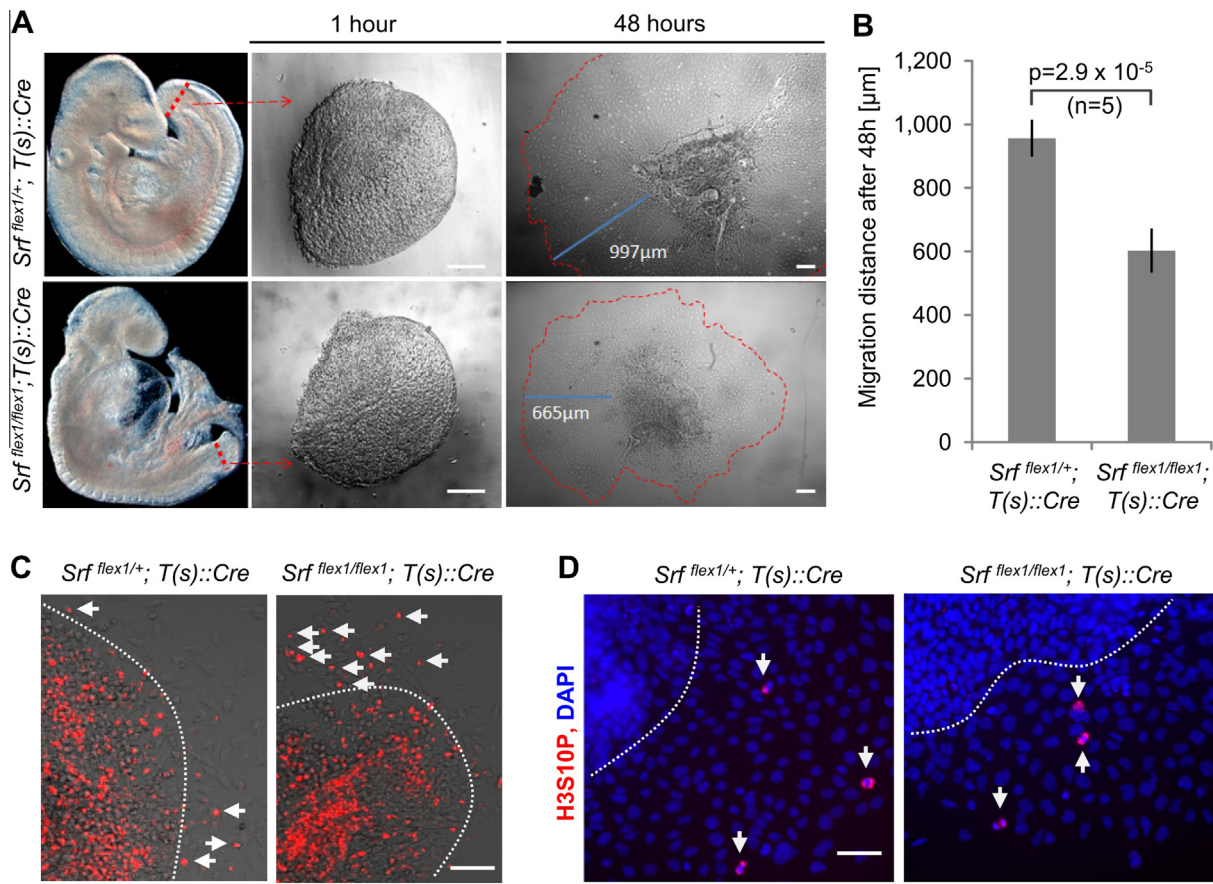 A
1 hour
48 hours
Srf flex1/+; T(s)::Cre
997µm
Srf flex1/flex1;T(s)::Cre
665µm
B
Migration distance after 48h [µm]
1,200
1,000
800
600
400
200
0
p=2.9 x 10-5
(n=5)
Srf flex1/+;
T(s)::Cre
Srf flex1/flex1;
T(s)::Cre
C
Srf flex1/+; T(s)::Cre
Srf flex1/flex1; T(s)::Cre
D
Srf flex1/+; T(s)::Cre
Srf flex1/flex1; T(s)::Cre
H3S10P, DAPI